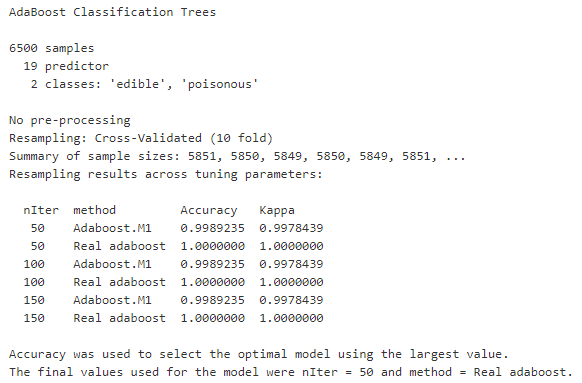 AdaBoost Classification Trees
6500 samples
19 predictor
2 classes: 'edible', 'poisonous'
No pre-processing
Resampling: Cross-Validated (10 fold)
Summary of sample sizes: 5851, 5850, 5849, 5850, 5849, 5851, ...
Resampling results across tuning parameters:
nIter method Accuracy Kappa
50 Adaboost.M1 0.9989235 0.9978439
50 Real adaboost 1.0000000 1.0000000
100 Adaboost.M1 0.9989235 0.9978439
100 Real adaboost 1.0000000 1.0000000
150 Adaboost.M1 0.9989235 0.9978439
150 Real adaboost 1.0000000 1.0000000
Accuracy was used to select the optimal model using the largest value.
The final values used for the model were nIter = 50 and method = Real adaboost.